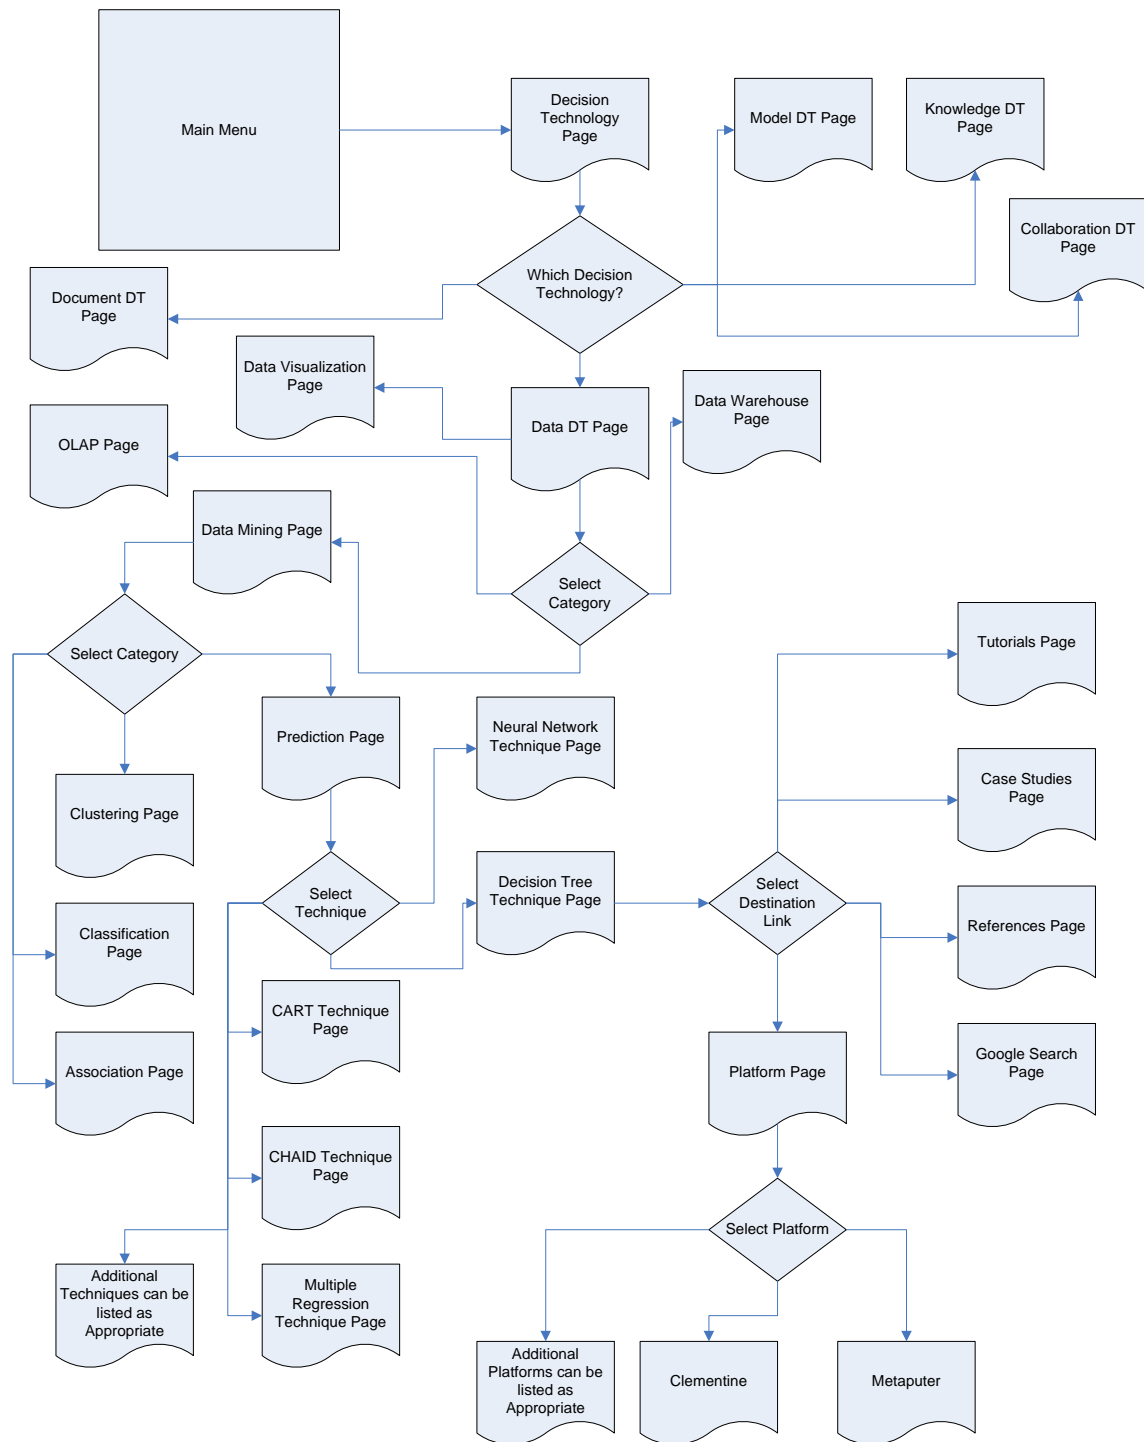 Main Menu
Decision
Technology
Page
Model DT Page
Knowledge DT
Page
Collaboration DT
Page
Which Decision
Technology?
Document DT
Page
Data Visualization
Page
Data DT Page
Data Warehouse
Page
OLAP Page
Data Mining Page
Select
Category
Select Category
Tutorials Page
Prediction Page
Neural Network
Technique Page
Clustering Page
Case Studies
Page
Select
Technique
Decision Tree
Technique Page
Select
Destination
Link
Classification
Page
References Page
CART Technique
Page
Association Page
Platform Page
Google Search
Page
CHAID Technique
Page
Select Platform
Additional
Techniques can be
listed as
Appropriate
Multiple
Regression
Technique Page
Additional
Platforms can be
listed as
Appropriate
Clementine
Metaputer